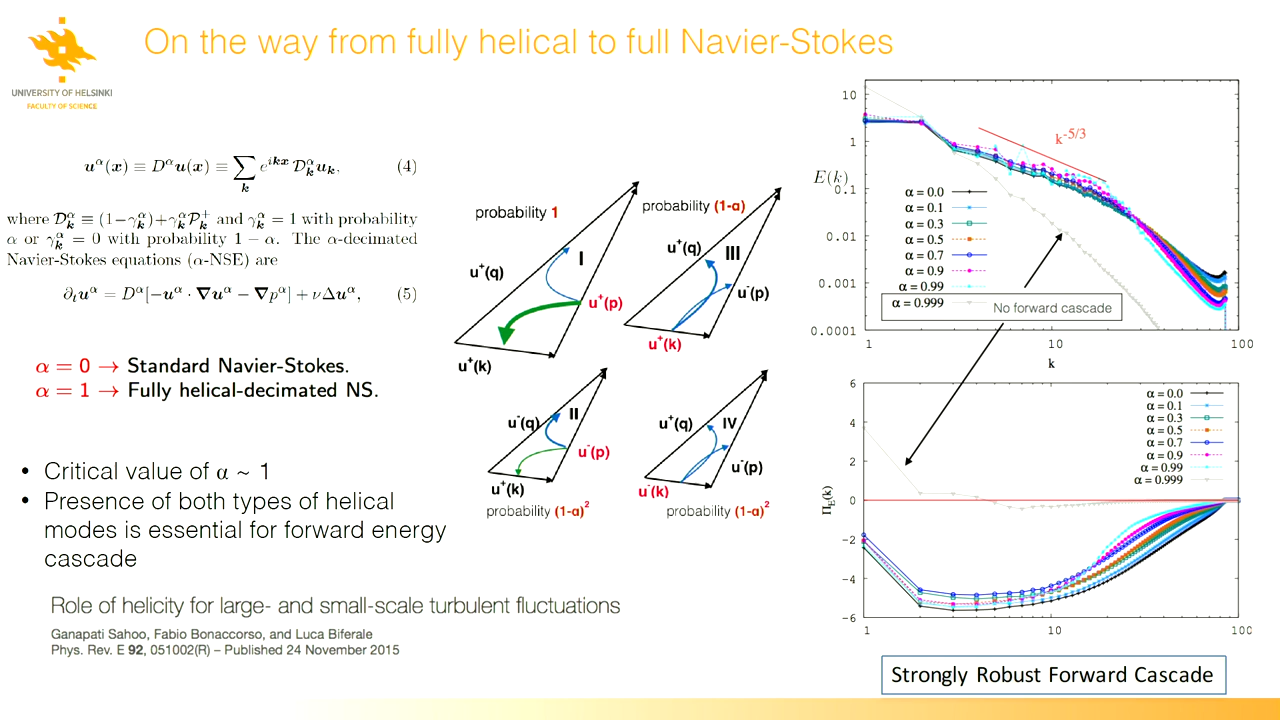 On the way from fully helical to full Navier-Stokes
UNIVERSITY OF HELSINKI
FACULTY OF SCIENCE
u^α(x) ≡ D^α u(x) ≡ ∑_k e^{ikx} D_k^α u_k, (4)
where D_k^α ≡ (1−γ_k^α)+γ_k^α P_k^+ and γ_k^α = 1 with probability
α or γ_k^α = 0 with probability 1 − α. The α-decimated
Navier-Stokes equations (α-NSE) are
∂_t u^α = D^α[−u^α · ∇u^α − ∇p^α] + νΔu^α, (5)
α = 0 → Standard Navier-Stokes.
α = 1 → Fully helical-decimated NS.
• Critical value of α ~ 1
• Presence of both types of helical
modes is essential for forward energy
cascade
Role of helicity for large- and small-scale turbulent fluctuations
Ganapati Sahoo, Fabio Bonaccorso, and Luca Biferale
Phys. Rev. E 92, 051002(R) – Published 24 November 2015
probability 1
u⁺(q)
I
u⁺(p)
u⁺(k)
probability (1-α)
u⁺(q)
III
u⁻(p)
u⁺(k)
u⁻(q)
II
u⁻(p)
u⁺(k)
probability (1-α)²
u⁺(q)
IV
u⁻(p)
u⁻(k)
probability (1-α)²
10
1
0.1
0.01
0.001
0.0001
E(k)
k^{-5/3}
α = 0.0
α = 0.1
α = 0.3
α = 0.5
α = 0.7
α = 0.9
α = 0.99
α = 0.999
No forward cascade
1 10 100
k
6
4
2
0
−2
−4
−6
Π_E(k)
α = 0.0
α = 0.1
α = 0.3
α = 0.5
α = 0.7
α = 0.9
α = 0.99
α = 0.999
1 10 100
Strongly Robust Forward Cascade